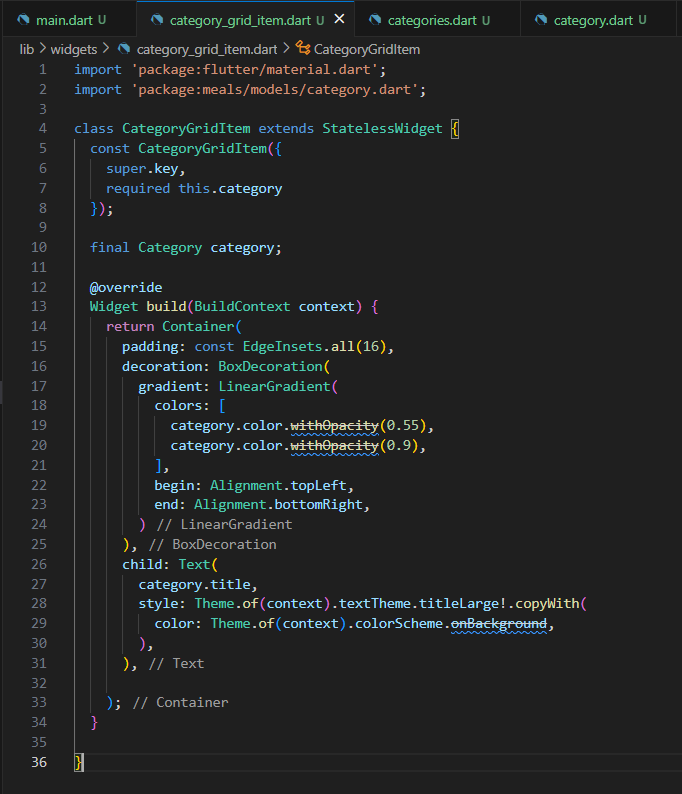 main.dart U category_grid_item.dart U categories.dart U category.dart U
lib > widgets > category_grid_item.dart > CategoryGridItem
1 import 'package:flutter/material.dart';
2 import 'package:meals/models/category.dart';
3
4 class CategoryGridItem extends StatelessWidget {
5   const CategoryGridItem({
6     super.key,
7     required this.category
8   });
9
10   final Category category;
11
12   @override
13   Widget build(BuildContext context) {
14     return Container(
15       padding: const EdgeInsets.all(16),
16       decoration: BoxDecoration(
17         gradient: LinearGradient(
18           colors: [
19             category.color.withOpacity(0.55),
20             category.color.withOpacity(0.9),
21           ],
22           begin: Alignment.topLeft,
23           end: Alignment.bottomRight,
24         ) // LinearGradient
25       ), // BoxDecoration
26       child: Text(
27         category.title,
28         style: Theme.of(context).textTheme.titleLarge!.copyWith(
29           color: Theme.of(context).colorScheme.onBackground,
30         ),
31       ), // Text
32
33     ); // Container
34   }
35
36 }